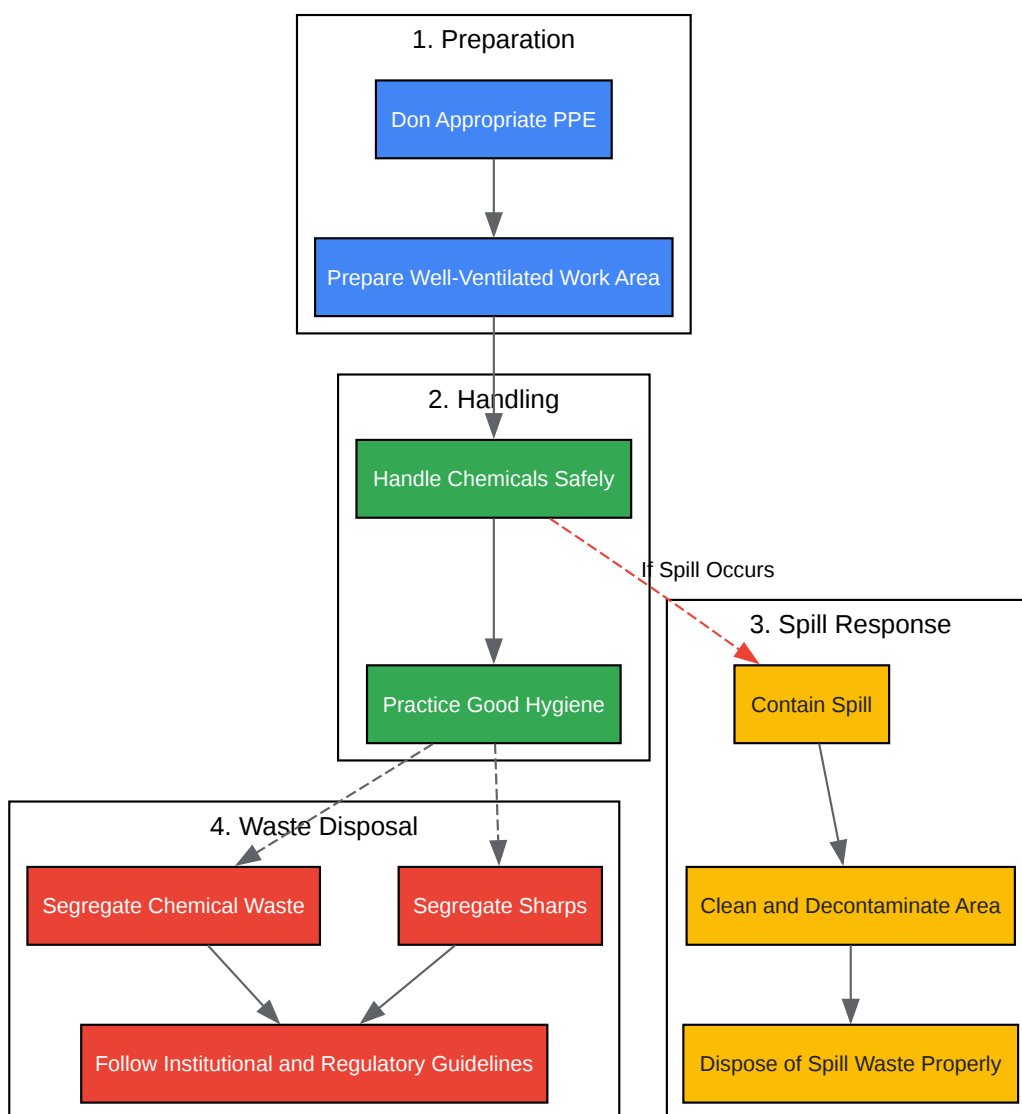 1. Preparation
Don Appropriate PPE
Prepare Well-Ventilated Work Area
2. Handling
Handle Chemicals Safely
If Spill Occurs
Practice Good Hygiene
3. Spill Response
Contain Spill
Clean and Decontaminate Area
Dispose of Spill Waste Properly
4. Waste Disposal
Segregate Chemical Waste
Segregate Sharps
Follow Institutional and Regulatory Guidelines